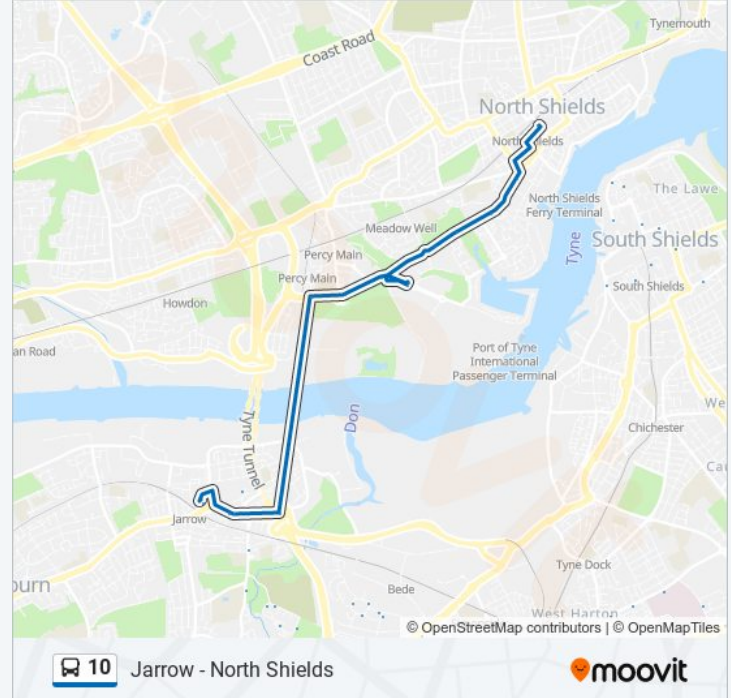 Tynemouth
Coast Road
North Shields
North Shields
The Lawe
North Shields
Ferry Terminal
Meadow Well
Tyne
South Shields
Percy Main
Percy Main
South Shields
Howdon
an Road
Port of Tyne
International
Passenger Terminal
We
Don
Tyne Tunnel
Chichester
Ca
Jarrow
Tyne Dock
burn
Bede
West Harton
© OpenStreetMap contributors | © OpenMapTiles
10 Jarrow - North Shields
moovit